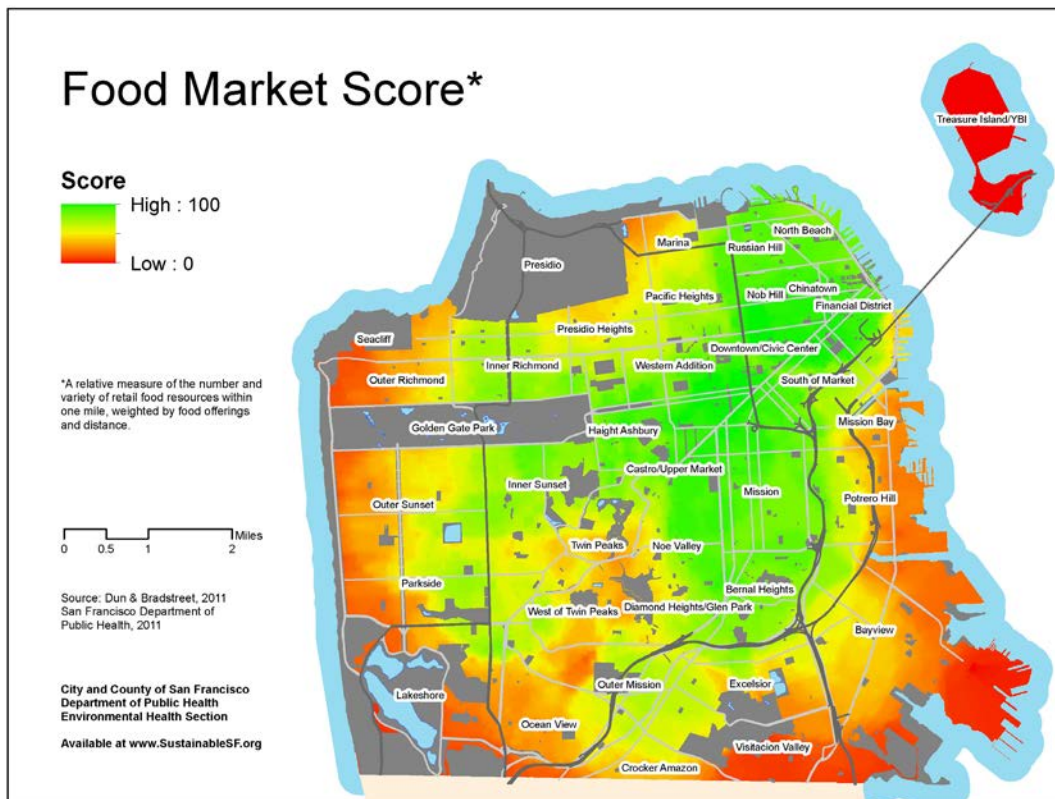 Food Market Score*
Score
High : 100
Low : 0
*A relative measure of the number and
variety of retail food resources within
one mile, weighted by food offerings
and distance.
0 0.5 1 2 Miles
Source: Dun & Bradstreet, 2011
San Francisco Department of
Public Health, 2011
City and County of San Francisco
Department of Public Health
Environmental Health Section
Available at www.SustainableSF.org
Treasure Island/YBI
North Beach
Marina
Russian Hill
Presidio
Chinatown
Pacific Heights
Nob Hill
Financial District
Presidio Heights
Seacliff
Downtown/Civic Center
Inner Richmond
Western Addition
Outer Richmond
South of Market
Golden Gate Park
Haight Ashbury
Mission Bay
Castro/Upper Market
Inner Sunset
Mission
Outer Sunset
Potrero Hill
Twin Peaks
Noe Valley
Parkside
Bernal Heights
West of Twin Peaks
Diamond Heights/Glen Park
Bayview
Lakeshore
Outer Mission
Excelsior
Ocean View
Visitacion Valley
Crocker Amazon